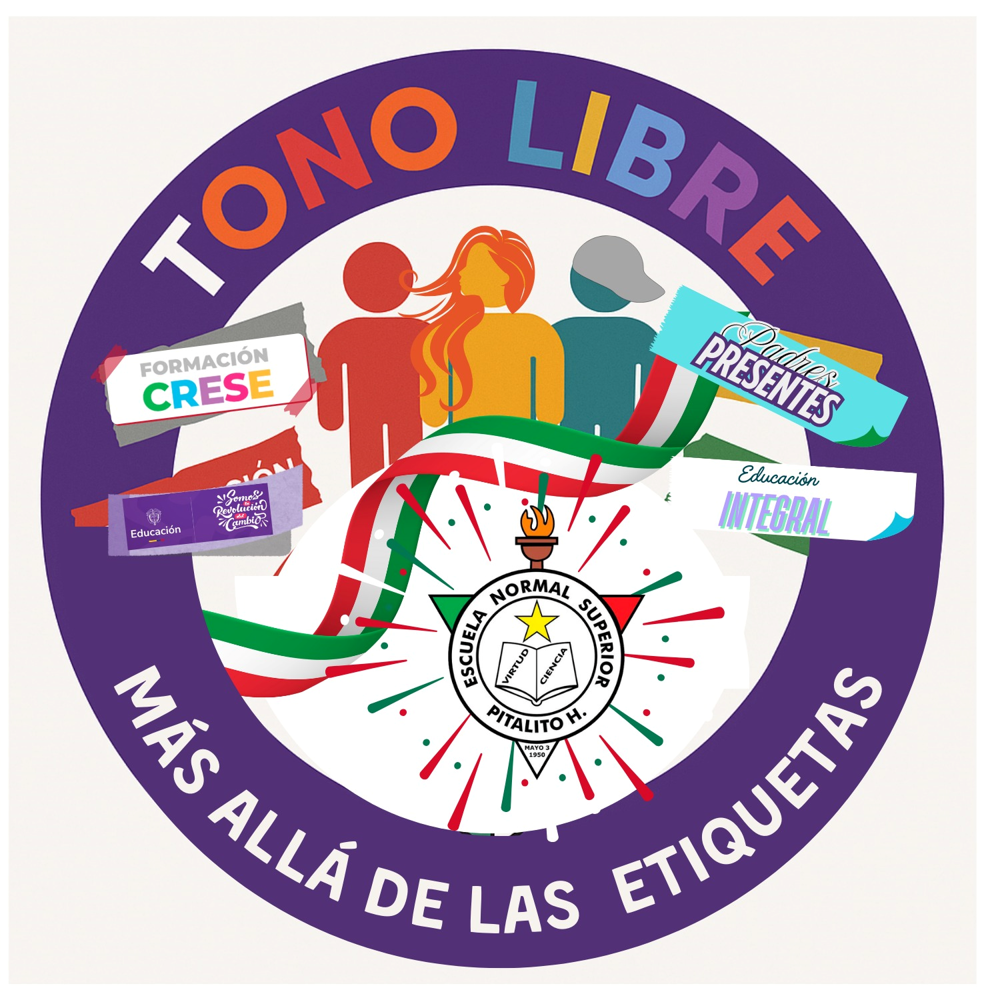 TONO LIBRE
FORMACIÓN
CRESE
Padres
PRESENTES
Educación
Somos
la
Revolución
del
Cambio
Educación
INTEGRAL
ESCUELA NORMAL SUPERIOR
VIRTUD
CIENCIA
PITALITO H.
MAYO 3
1950
MÁS ALLÁ DE LAS ETIQUETAS